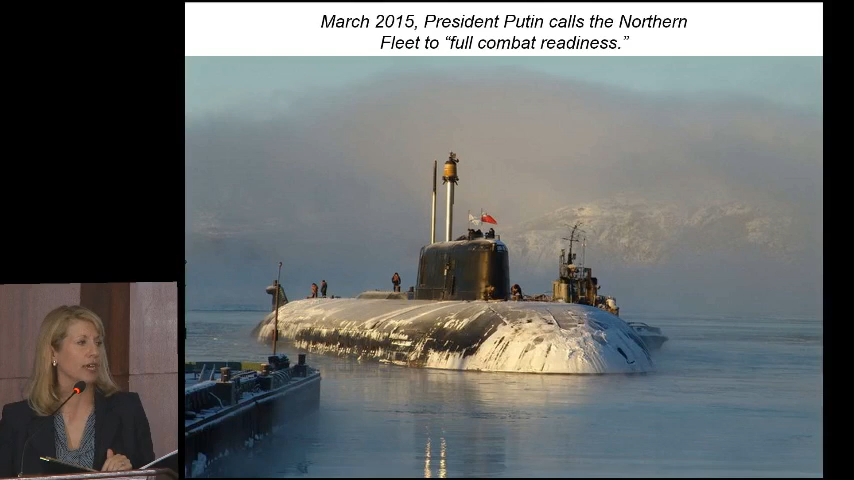 March 2015, President Putin calls the Northern
Fleet to “full combat readiness.”